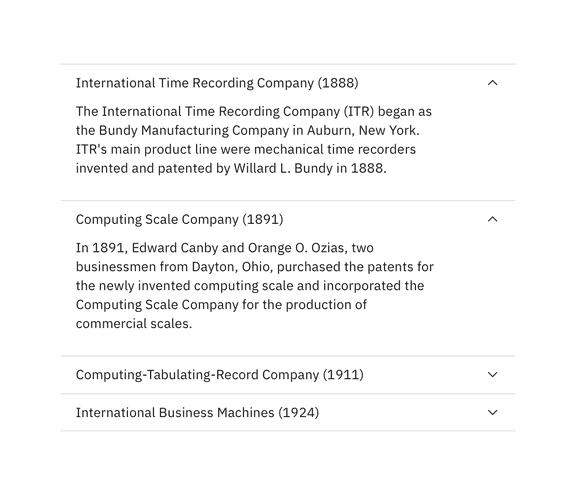 International Time Recording Company (1888)
The International Time Recording Company (ITR) began as
the Bundy Manufacturing Company in Auburn, New York.
ITR's main product line were mechanical time recorders
invented and patented by Willard L. Bundy in 1888.
Computing Scale Company (1891)
In 1891, Edward Canby and Orange O. Ozias, two
businessmen from Dayton, Ohio, purchased the patents for
the newly invented computing scale and incorporated the
Computing Scale Company for the production of
commercial scales.
Computing-Tabulating-Record Company (1911)
International Business Machines (1924)